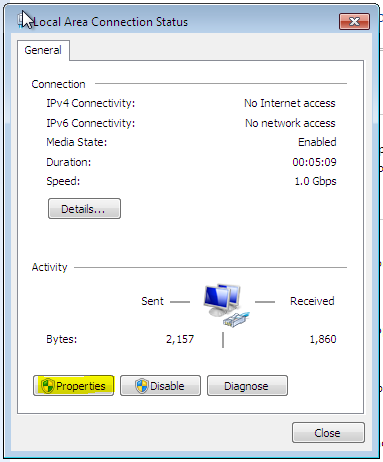 Local Area Connection Status
General
Connection
IPv4 Connectivity: No Internet access
IPv6 Connectivity: No network access
Media State: Enabled
Duration: 00:05:09
Speed: 1.0 Gbps
Details...
Activity
Sent Received
Bytes: 2,157 1,860
Properties Disable Diagnose
Close